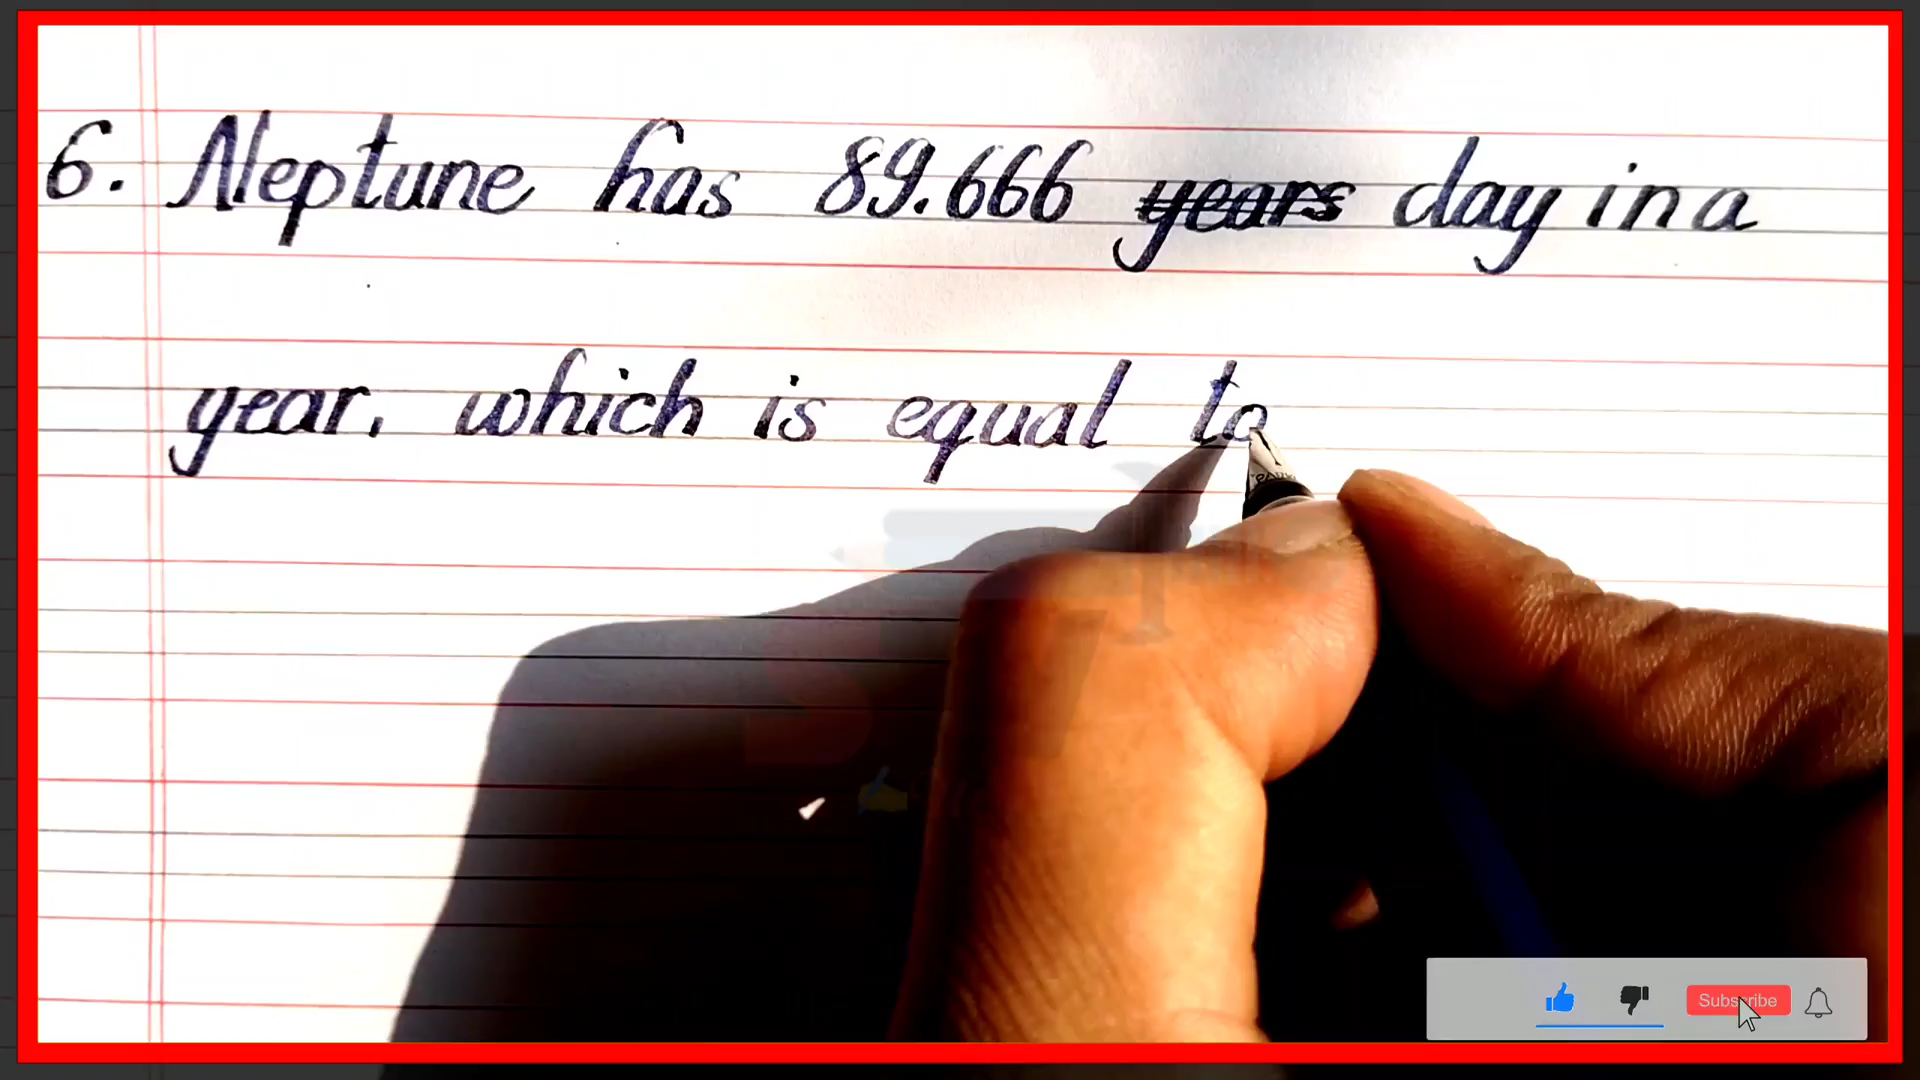 6. Neptune has 89.666 years day in a
year, which is equal to
Subscribe